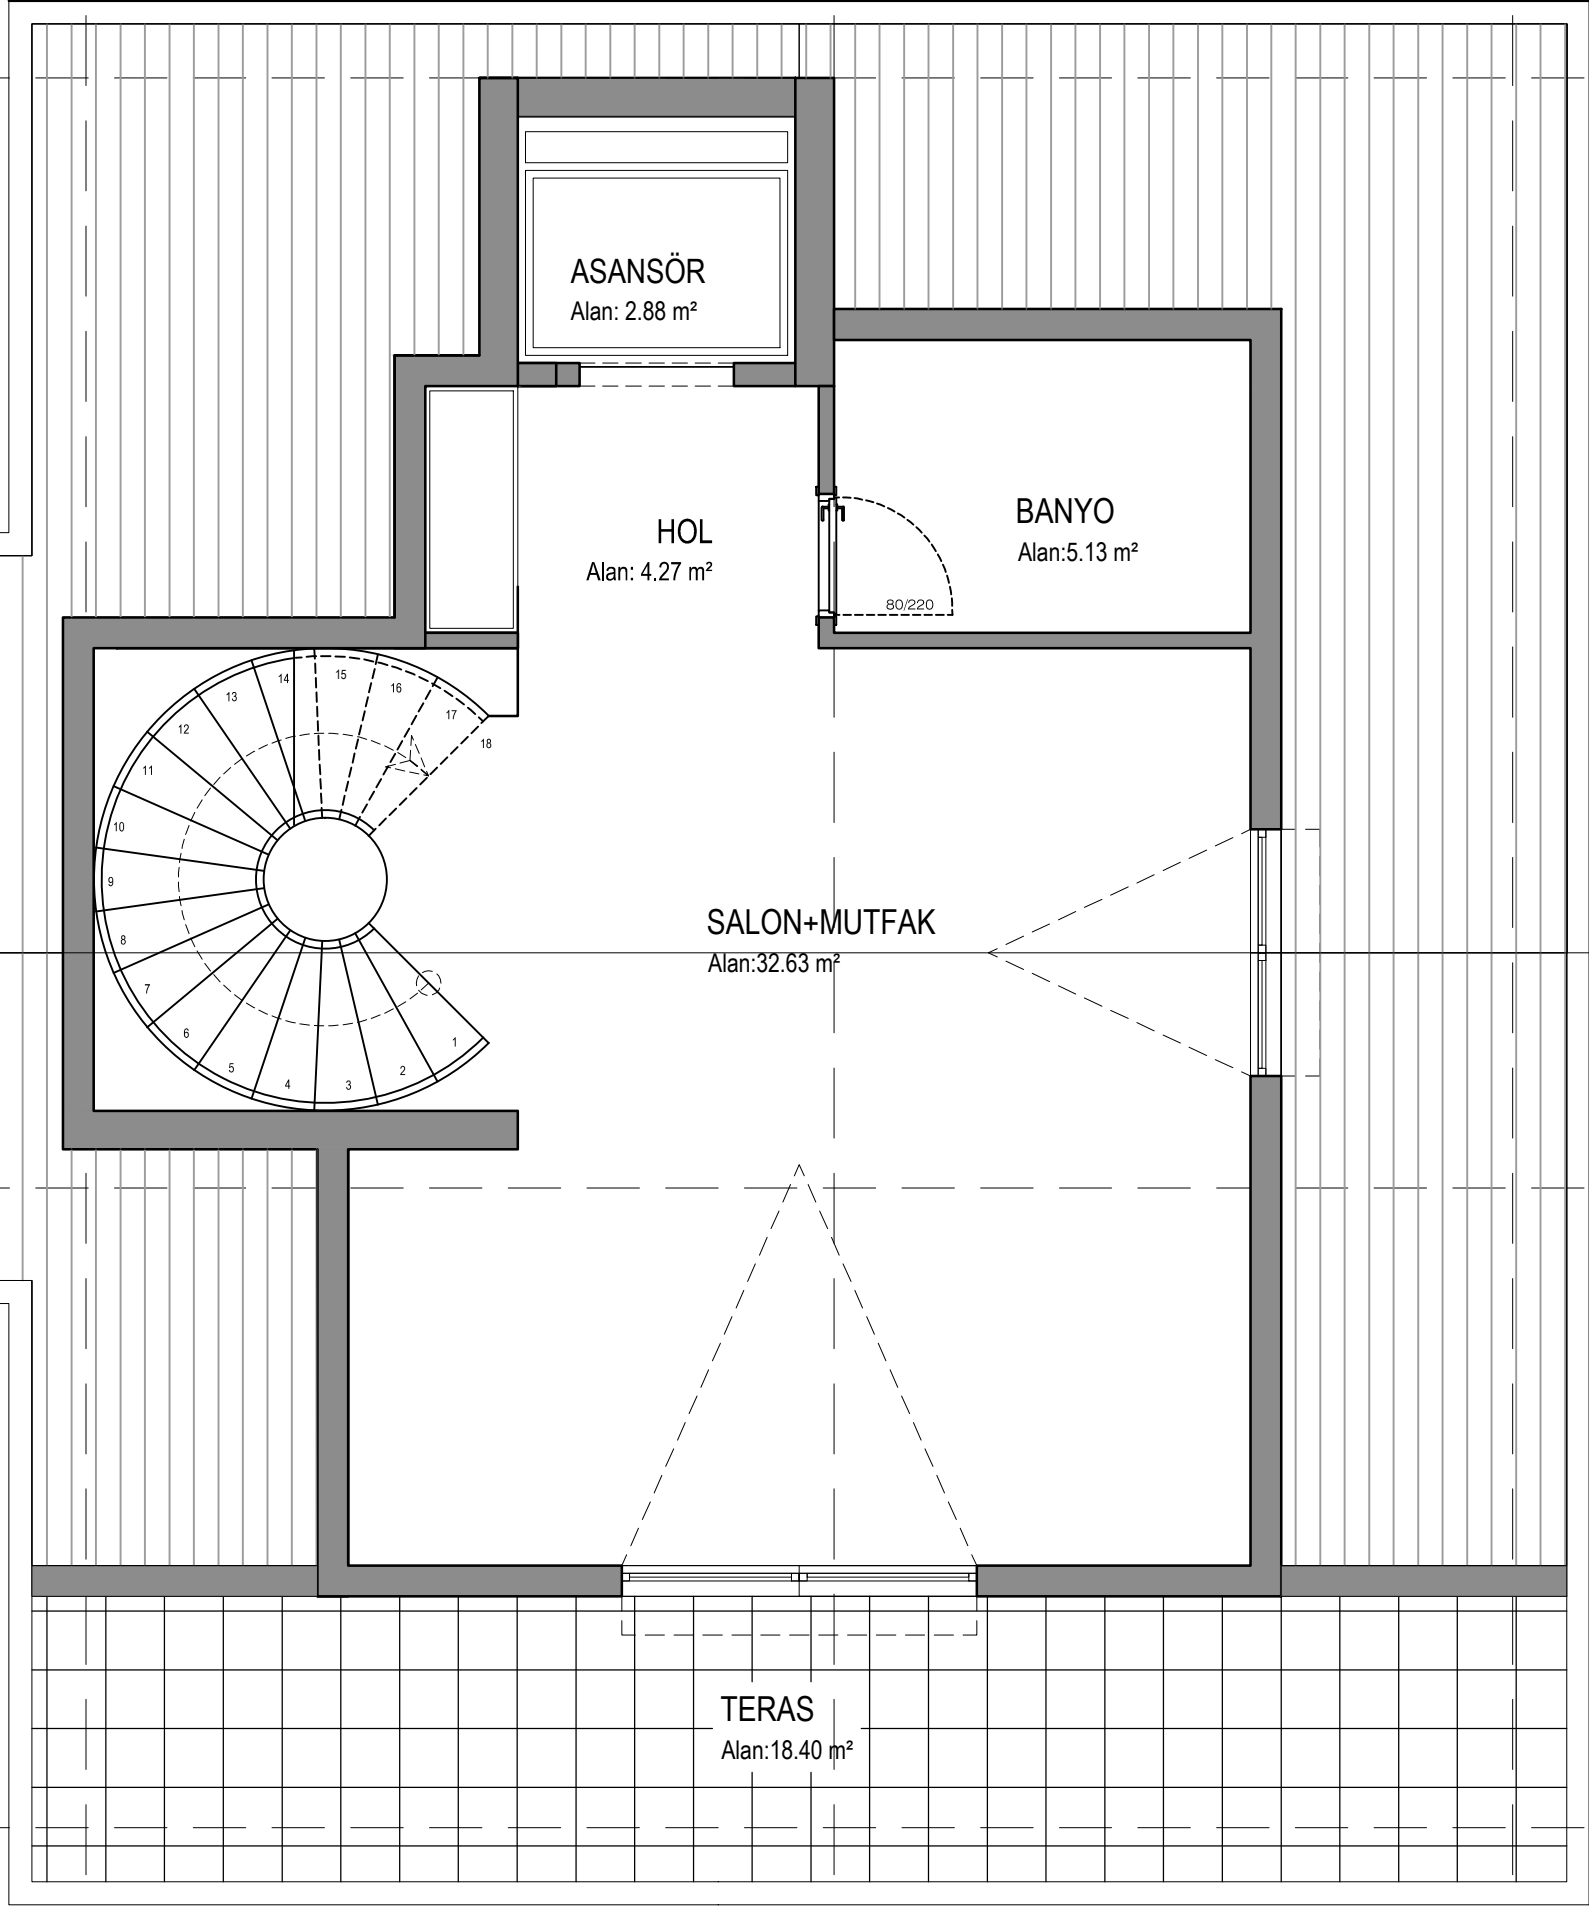 ASANSÖR
Alan: 2.88 m²
HOL
Alan: 4.27 m²
BANYO
Alan:5.13 m²
80/220
14
15
16
13
17
12
18
11
10
9
8
7
6
5
4
3
2
1
SALON+MUTFAK
Alan:32.63 m²
TERAS
Alan:18.40 m²